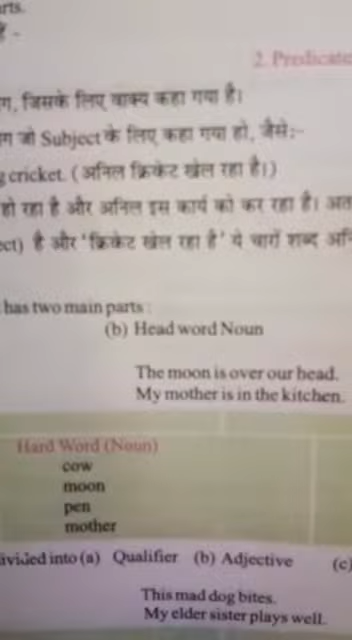 arts.
है -
2. Predicate
जिसके लिए वाक्य कहा गया है।
जो Subject के लिए कहा गया हो, जैसे:-
cricket. (अनिल क्रिकेट खेल रहा है।)
हो रहा है और अनिल इस कार्य को कर रहा है। अत
ect) है और 'क्रिकेट खेल रहा है' ये चारों शब्द अनि
has two main parts :
(b) Head word Noun
The moon is over our head.
My mother is in the kitchen.
Hard Word (Noun)
cow
moon
pen
mother
ivided into (a) Qualifier (b) Adjective (c)
This mad dog bites.
My elder sister plays well.